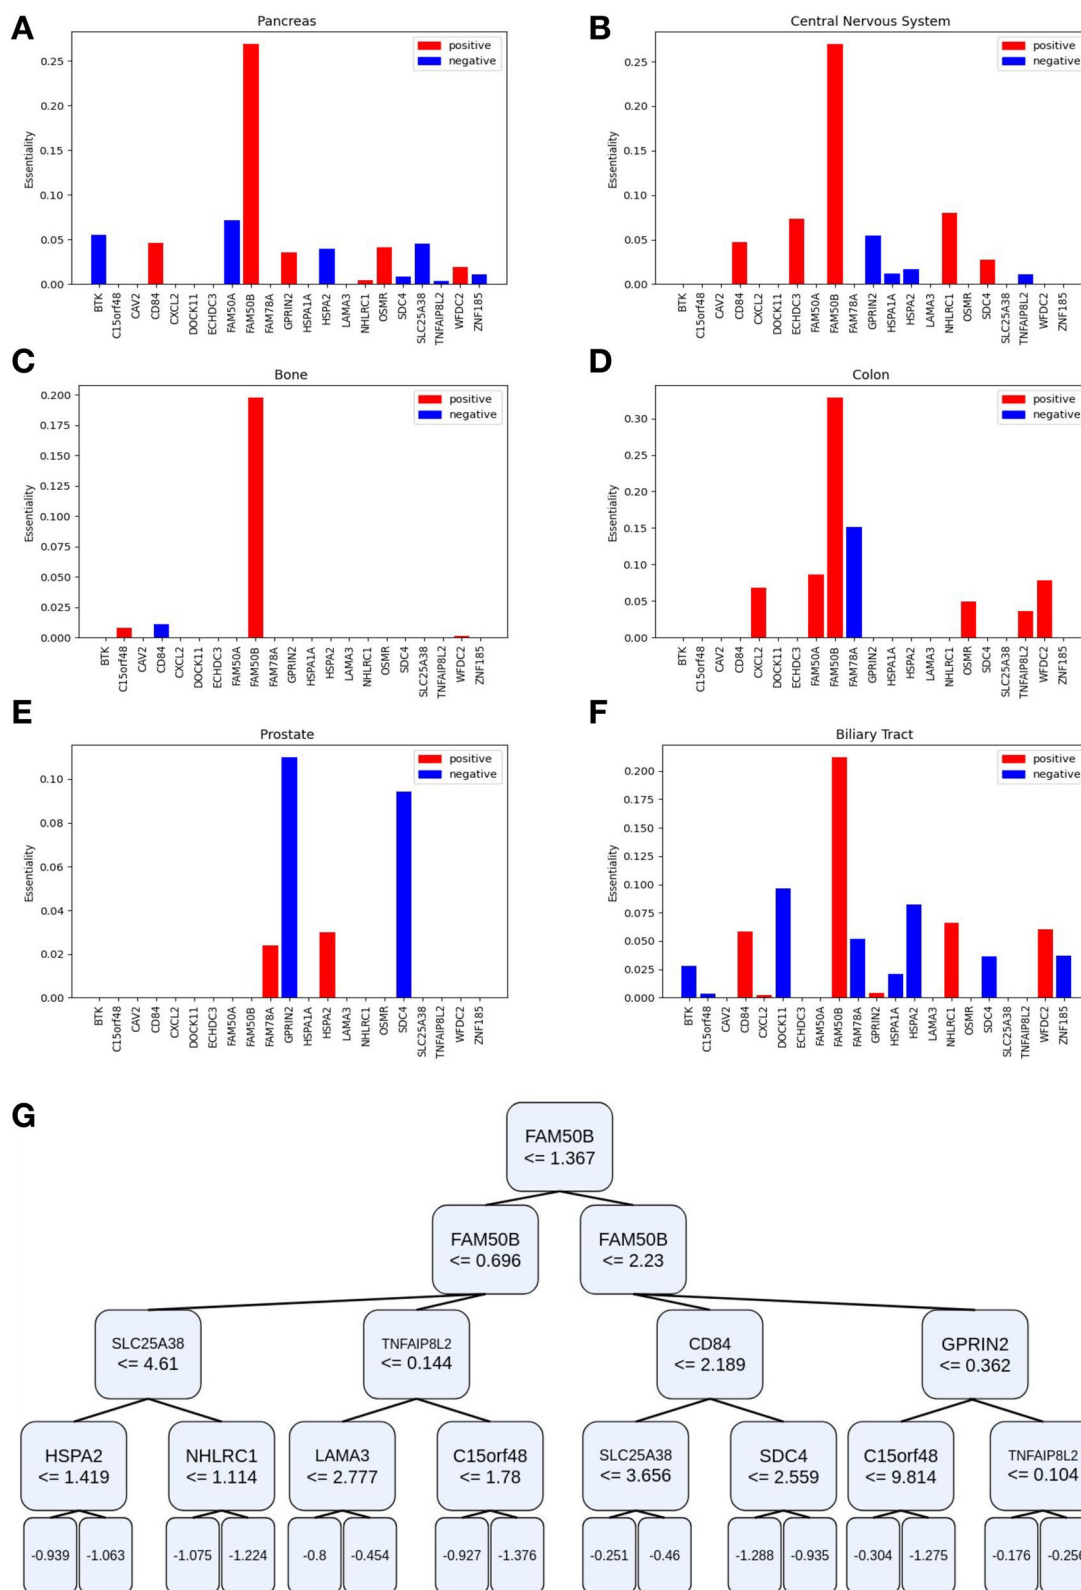 A
Pancreas
positive
negative
Essentiality
0.25
0.20
0.15
0.10
0.05
0.00
BTK
C15orf48
CAV2
CD84
CXCL2
DOCK11
ECHDC3
FAM50A
FAM50B
FAM78A
GPRIN2
HSPA1A
HSPA2
LAMA3
NHLRC1
OSMR
SDC4
SLC25A38
TNFAIP8L2
WFDC2
ZNF185
B
Central Nervous System
positive
negative
Essentiality
0.25
0.20
0.15
0.10
0.05
0.00
BTK
C15orf48
CAV2
CD84
CXCL2
DOCK11
ECHDC3
FAM50A
FAM50B
FAM78A
GPRIN2
HSPA1A
HSPA2
LAMA3
NHLRC1
OSMR
SDC4
SLC25A38
TNFAIP8L2
WFDC2
ZNF185
C
Bone
positive
negative
Essentiality
0.200
0.175
0.150
0.125
0.100
0.075
0.050
0.025
0.000
BTK
C15orf48
CAV2
CD84
CXCL2
DOCK11
ECHDC3
FAM50A
FAM50B
FAM78A
GPRIN2
HSPA1A
HSPA2
LAMA3
NHLRC1
OSMR
SDC4
SLC25A38
TNFAIP8L2
WFDC2
ZNF185
D
Colon
positive
negative
Essentiality
0.30
0.25
0.20
0.15
0.10
0.05
0.00
BTK
C15orf48
CAV2
CD84
CXCL2
DOCK11
ECHDC3
FAM50A
FAM50B
FAM78A
GPRIN2
HSPA1A
HSPA2
LAMA3
NHLRC1
OSMR
SDC4
SLC25A38
TNFAIP8L2
WFDC2
ZNF185
E
Prostate
positive
negative
Essentiality
0.10
0.08
0.06
0.04
0.02
0.00
BTK
C15orf48
CAV2
CD84
CXCL2
DOCK11
ECHDC3
FAM50A
FAM50B
FAM78A
GPRIN2
HSPA1A
HSPA2
LAMA3
NHLRC1
OSMR
SDC4
SLC25A38
TNFAIP8L2
WFDC2
ZNF185
F
Biliary Tract
positive
negative
Essentiality
0.200
0.175
0.150
0.125
0.100
0.075
0.050
0.025
0.000
BTK
C15orf48
CAV2
CD84
CXCL2
DOCK11
ECHDC3
FAM50A
FAM50B
FAM78A
GPRIN2
HSPA1A
HSPA2
LAMA3
NHLRC1
OSMR
SDC4
SLC25A38
TNFAIP8L2
WFDC2
ZNF185
G
FAM50B
<= 1.367
FAM50B
<= 0.696
FAM50B
<= 2.23
SLC25A38
<= 4.61
TNFAIP8L2
<= 0.144
CD84
<= 2.189
GPRIN2
<= 0.362
HSPA2
<= 1.419
NHLRC1
<= 1.114
LAMA3
<= 2.777
C15orf48
<= 1.78
SLC25A38
<= 3.656
SDC4
<= 2.559
C15orf48
<= 9.814
TNFAIP8L2
<= 0.104
-0.939
-1.063
-1.075
-1.224
-0.8
-0.454
-0.927
-1.376
-0.251
-0.46
-1.288
-0.935
-0.304
-1.275
-0.176
-0.256